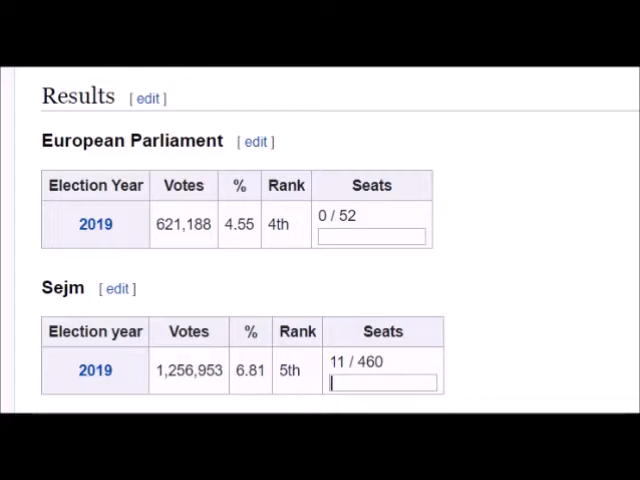 Results [ edit ]
European Parliament [ edit ]
Election Year Votes % Rank Seats
2019 621,188 4.55 4th 0 / 52
Sejm [ edit ]
Election year Votes % Rank Seats
2019 1,256,953 6.81 5th 11 / 460